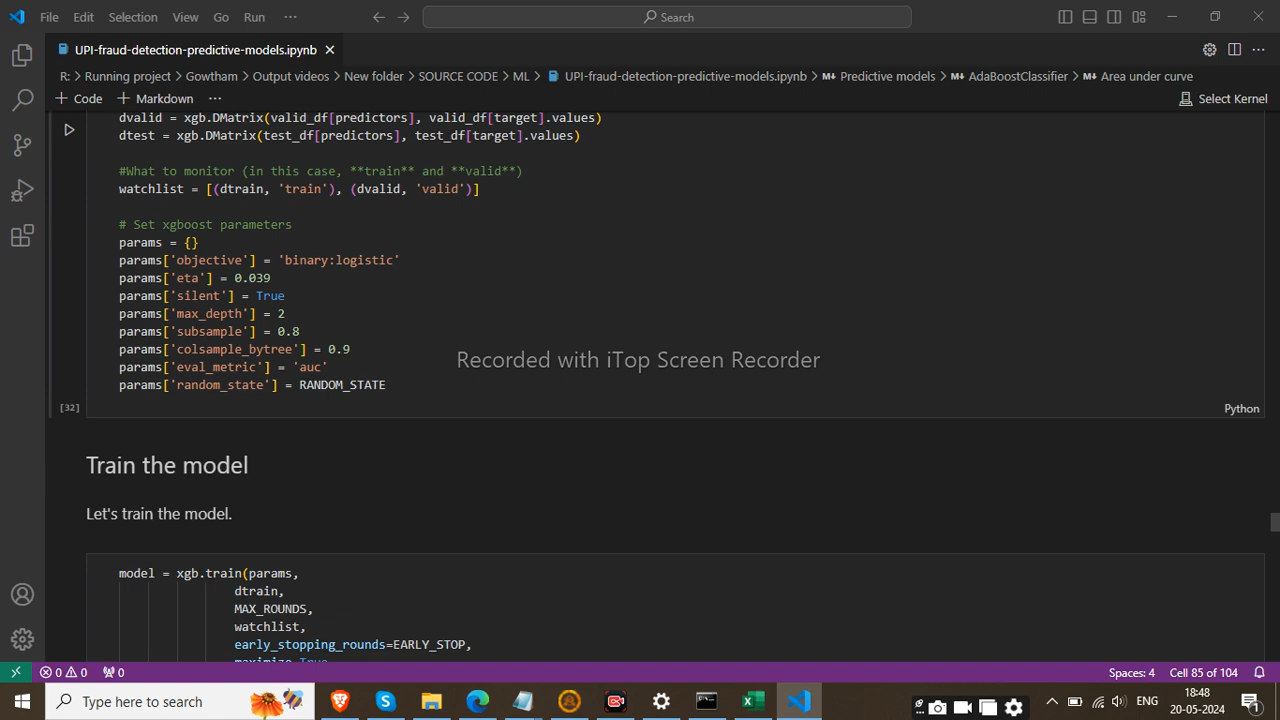 File Edit Selection View Go Run ··· Search
UPI-fraud-detection-predictive-models.ipynb
R: > Running project > Gowtham > Output videos > New folder > SOURCE CODE > ML > UPI-fraud-detection-predictive-models.ipynb > Predictive models > AdaBoostClassifier > Area under curve
+ Code + Markdown ··· Select Kernel
dvalid = xgb.DMatrix(valid_df[predictors], valid_df[target].values)
dtest = xgb.DMatrix(test_df[predictors], test_df[target].values)
#What to monitor (in this case, **train** and **valid**)
watchlist = [(dtrain, 'train'), (dvalid, 'valid')]
# Set xgboost parameters
params = {}
params['objective'] = 'binary:logistic'
params['eta'] = 0.039
params['silent'] = True
params['max_depth'] = 2
params['subsample'] = 0.8
params['colsample_bytree'] = 0.9
Recorded with iTop Screen Recorder
params['eval_metric'] = 'auc'
params['random_state'] = RANDOM_STATE
[32] Python
Train the model
Let's train the model.
model = xgb.train(params,
dtrain,
MAX_ROUNDS,
watchlist,
early_stopping_rounds=EARLY_STOP,
maximize=True
0 0 0 Spaces: 4 Cell 85 of 104
Type here to search ENG 18:48
20-05-2024 1